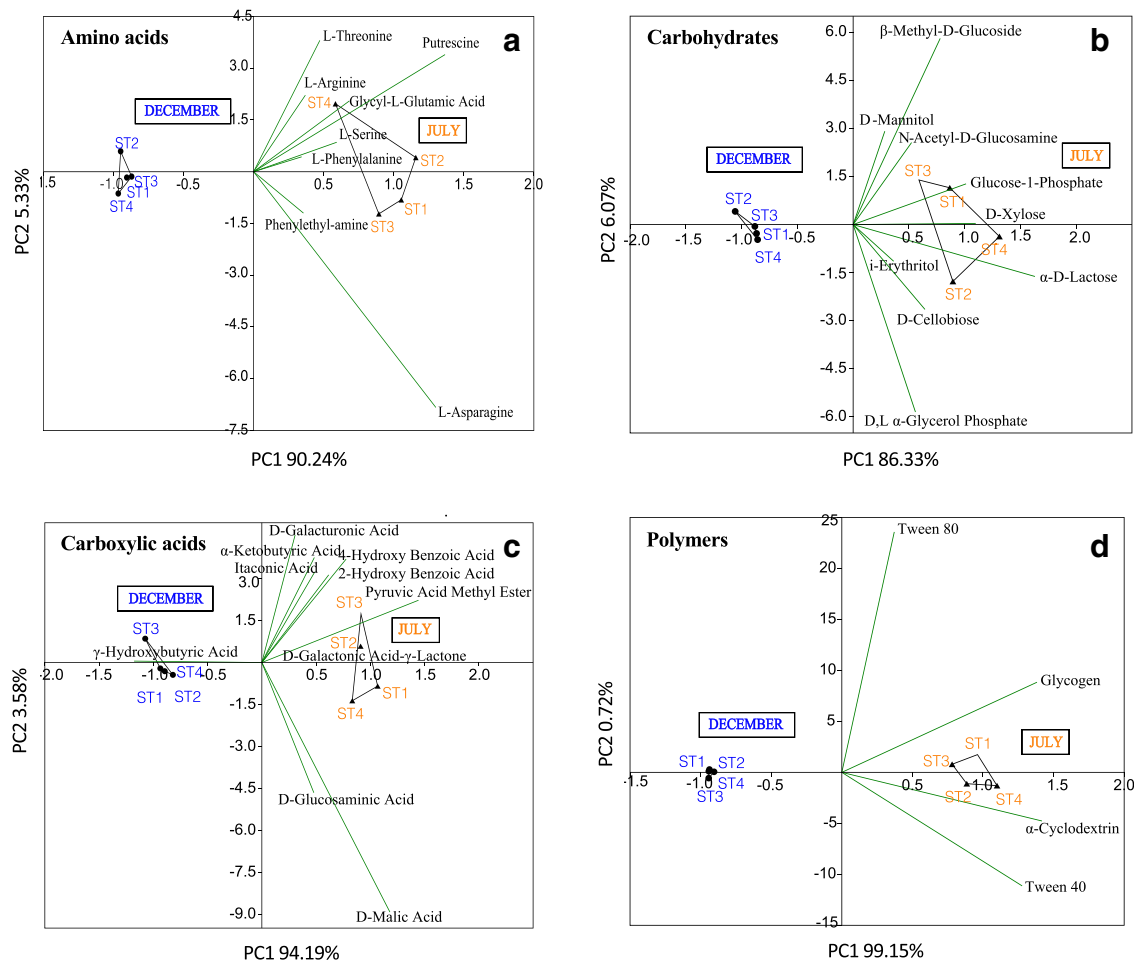 Amino acids
a
4.5
3.0
1.5
1.5
-1.0
-0.5
0.5
1.0
1.5
2.0
-1.5
-3.0
-4.5
-6.0
-7.5
L-Threonine
Putrescine
L-Arginine
ST4
Glycyl-L-Glutamic Acid
DECEMBER
JULY
L-Serine
ST2
L-Phenylalanine
ST2
ST3
ST1
ST4
Phenylethyl-amine
ST1
ST3
L-Asparagine
PC2 5.33%
PC1 90.24%
Carbohydrates
b
6.0
4.5
3.0
1.5
-2.0
-1.5
-1.0
-0.5
0.5
1.0
1.5
2.0
-1.5
-3.0
-4.5
-6.0
β-Methyl-D-Glucoside
D-Mannitol
N-Acetyl-D-Glucosamine
DECEMBER
JULY
ST3
Glucose-1-Phosphate
ST1
ST2
ST3
D-Xylose
ST1
ST4
ST4
i-Erythritol
α-D-Lactose
ST2
D-Cellobiose
D,L α-Glycerol Phosphate
PC2 6.07%
PC1 86.33%
Carboxylic acids
c
3.0
1.5
-2.0
-1.5
-1.0
-0.5
0.5
1.0
1.5
2.0
-1.5
-3.0
-4.5
-6.0
-7.5
-9.0
D-Galacturonic Acid
α-Ketobutyric Acid
4-Hydroxy Benzoic Acid
Itaconic Acid
2-Hydroxy Benzoic Acid
Pyruvic Acid Methyl Ester
DECEMBER
ST3
JULY
ST3
ST2
γ-Hydroxybutyric Acid
D-Galactonic Acid-γ-Lactone
ST4
ST1
ST2
ST1
ST4
D-Glucosaminic Acid
D-Malic Acid
PC2 3.58%
PC1 94.19%
Polymers
d
25
20
15
10
5
-1.5
-1.0
-0.5
0.5
1.0
1.5
2.0
-5
-10
-15
Tween 80
Glycogen
DECEMBER
JULY
ST1
ST3
ST1
ST2
ST4
ST3
ST2
ST4
α-Cyclodextrin
Tween 40
PC2 0.72%
PC1 99.15%